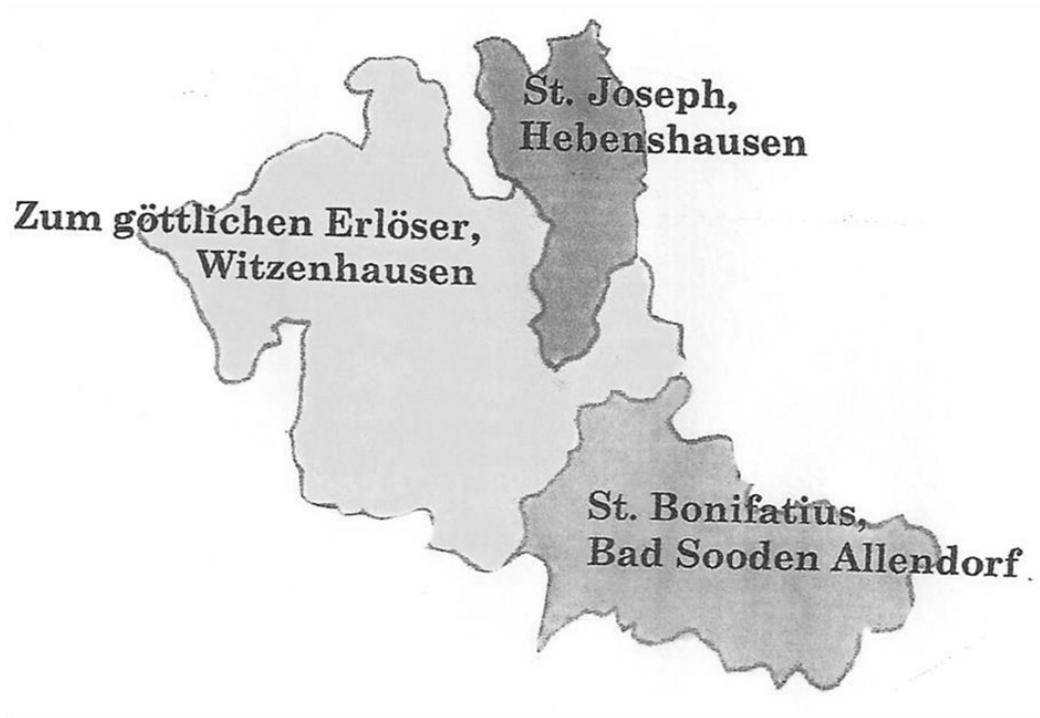 St. Joseph,
Hebenshausen
Zum göttlichen Erlöser,
Witzenhausen
St. Bonifatius,
Bad Sooden Allendorf